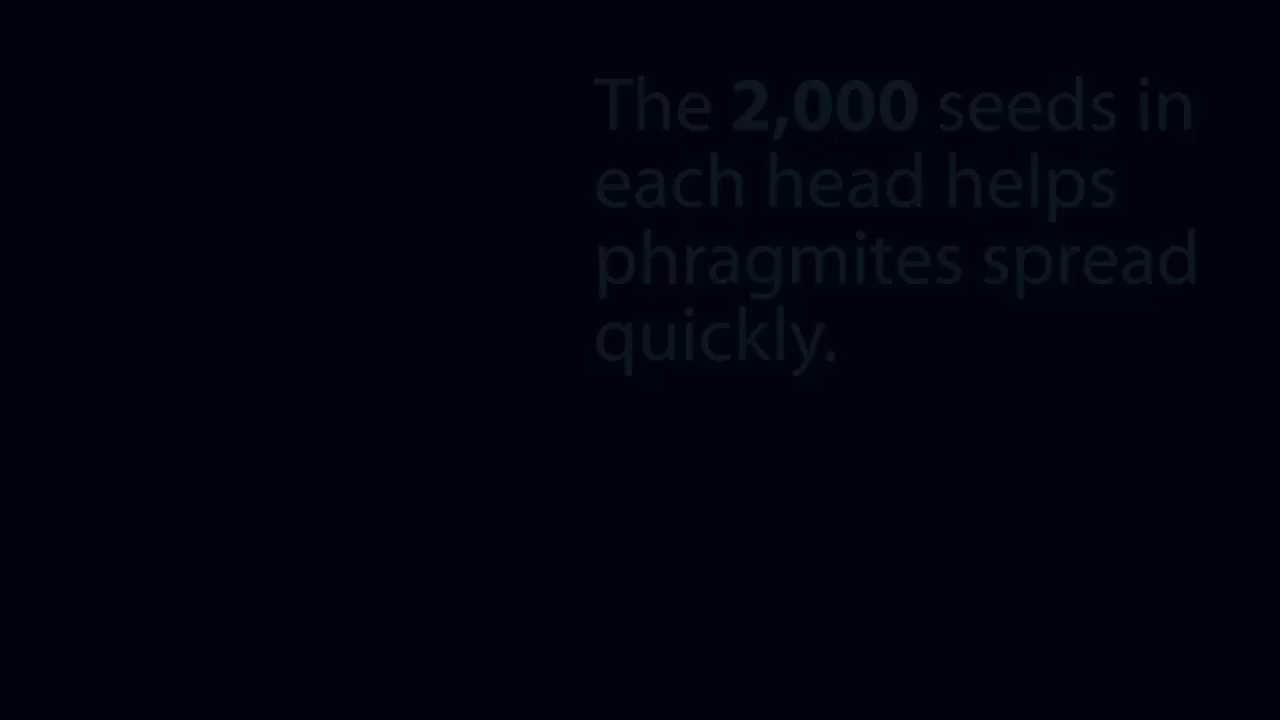 The 2,000 seeds in
each head helps
phragmites spread
quickly.